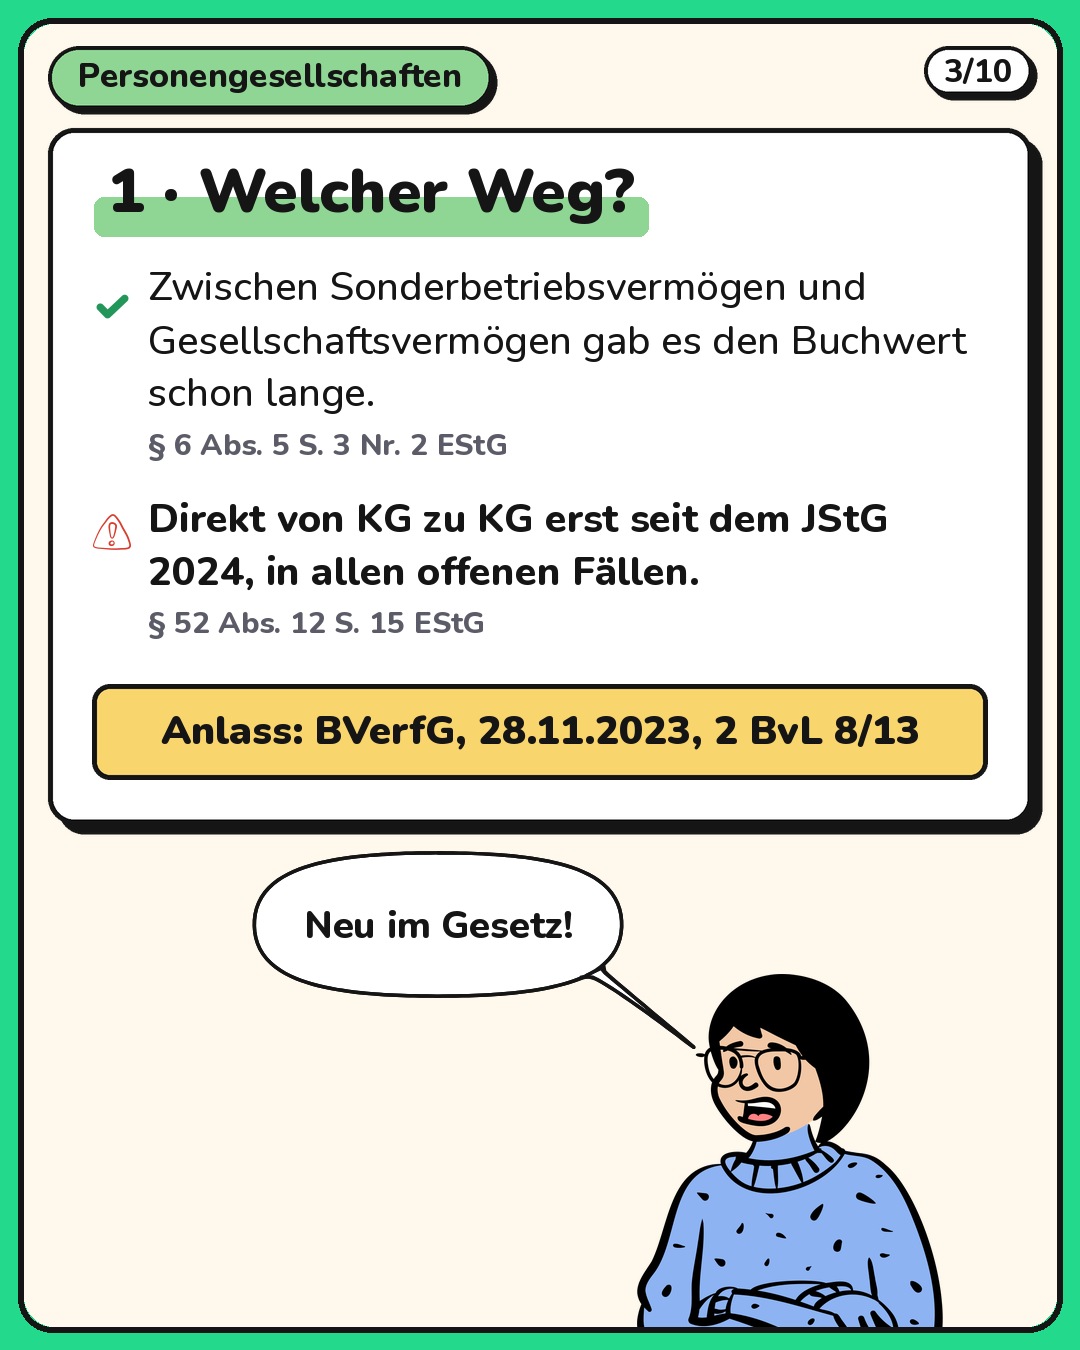 Personengesellschaften
3/10
1 · Welcher Weg?
Zwischen Sonderbetriebsvermögen und
Gesellschaftsvermögen gab es den Buchwert
schon lange.
§ 6 Abs. 5 S. 3 Nr. 2 EStG
Direkt von KG zu KG erst seit dem JStG
2024, in allen offenen Fällen.
§ 52 Abs. 12 S. 15 EStG
Anlass: BVerfG, 28.11.2023, 2 BvL 8/13
Neu im Gesetz!